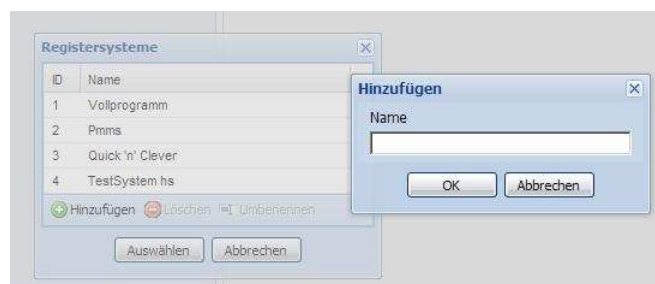 Registersysteme
ID Name
1 Vollprogramm
2 Pmms
3 Quick 'n' Clever
4 TestSystem hs
Hinzufügen Löschen Umbenennen
Auswählen Abbrechen
Hinzufügen
Name
OK Abbrechen